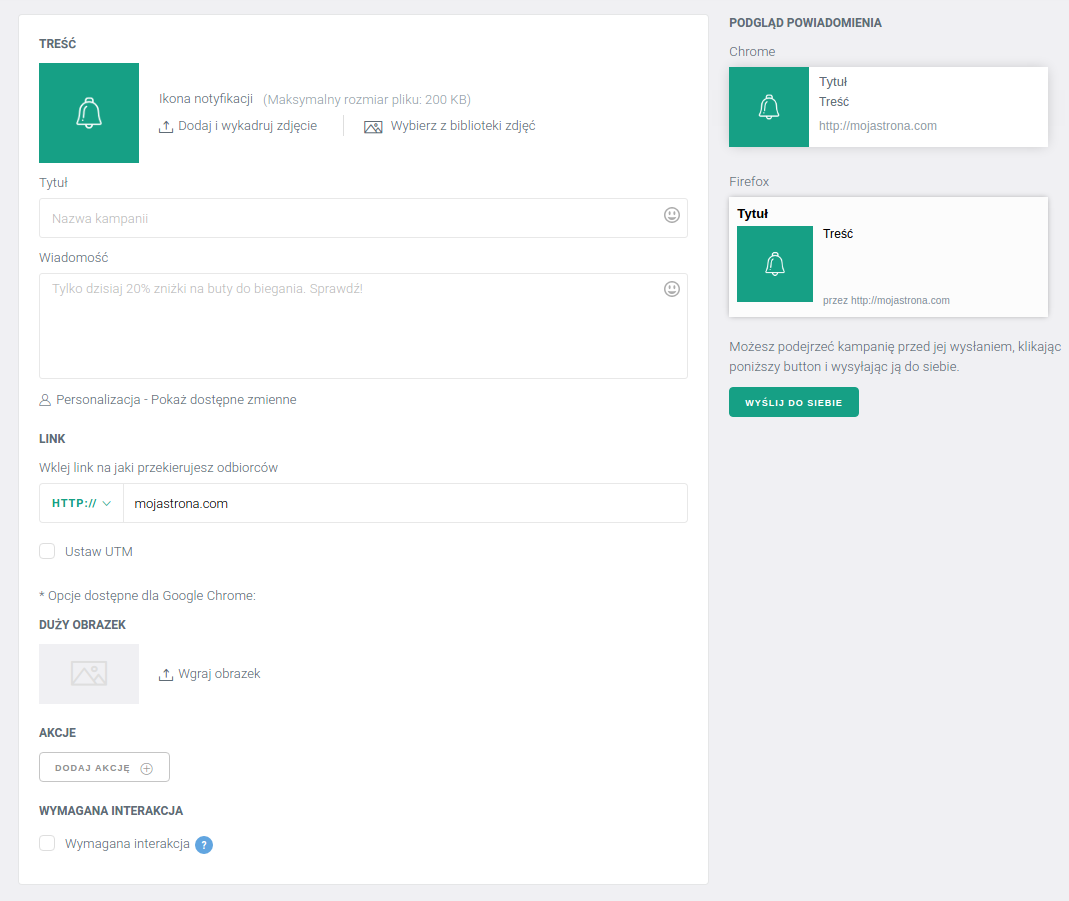 TREŚĆ
Ikona notyfikacji (Maksymalny rozmiar pliku: 200 KB)
Dodaj i wykadruj zdjęcie
Wybierz z biblioteki zdjęć
Tytuł
Nazwa kampanii
Wiadomość
Tylko dzisiaj 20% zniżki na buty do biegania. Sprawdź!
Personalizacja - Pokaż dostępne zmienne
LINK
Wklej link na jaki przekierujesz odbiorców
HTTP:// mojastrona.com
Ustaw UTM
* Opcje dostępne dla Google Chrome:
DUŻY OBRAZEK
Wgraj obrazek
AKCJE
DODAJ AKCJĘ
WYMAGANA INTERAKCJA
Wymagana interakcja ?
PODGLĄD POWIADOMIENIA
Chrome
Tytuł
Treść
http://mojastrona.com
Firefox
Tytuł
Treść
przez http://mojastrona.com
Możesz podejrzeć kampanię przed jej wysłaniem, klikając
poniższy button i wysyłając ją do siebie.
WYŚLIJ DO SIEBIE